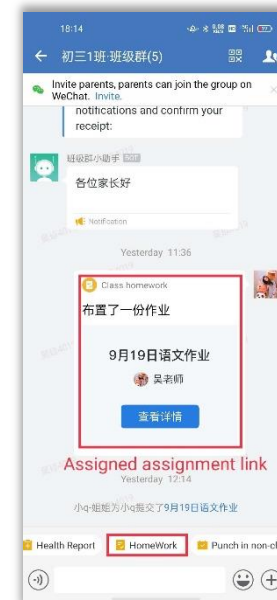 18:14
初三1班-班级群(5)
Invite parents, parents can join the group on
WeChat. Invite.
notifications and confirm your
receipt:
班级群小助手 BOT
各位家长好
Notification
Yesterday 11:36
Class homework
布置了一份作业
9月19日语文作业
吴老师
查看详情
Assigned assignment link
Yesterday 12:14
小q-姐姐为小q提交了9月19日语文作业
Health Report
HomeWork
Punch in non-cl